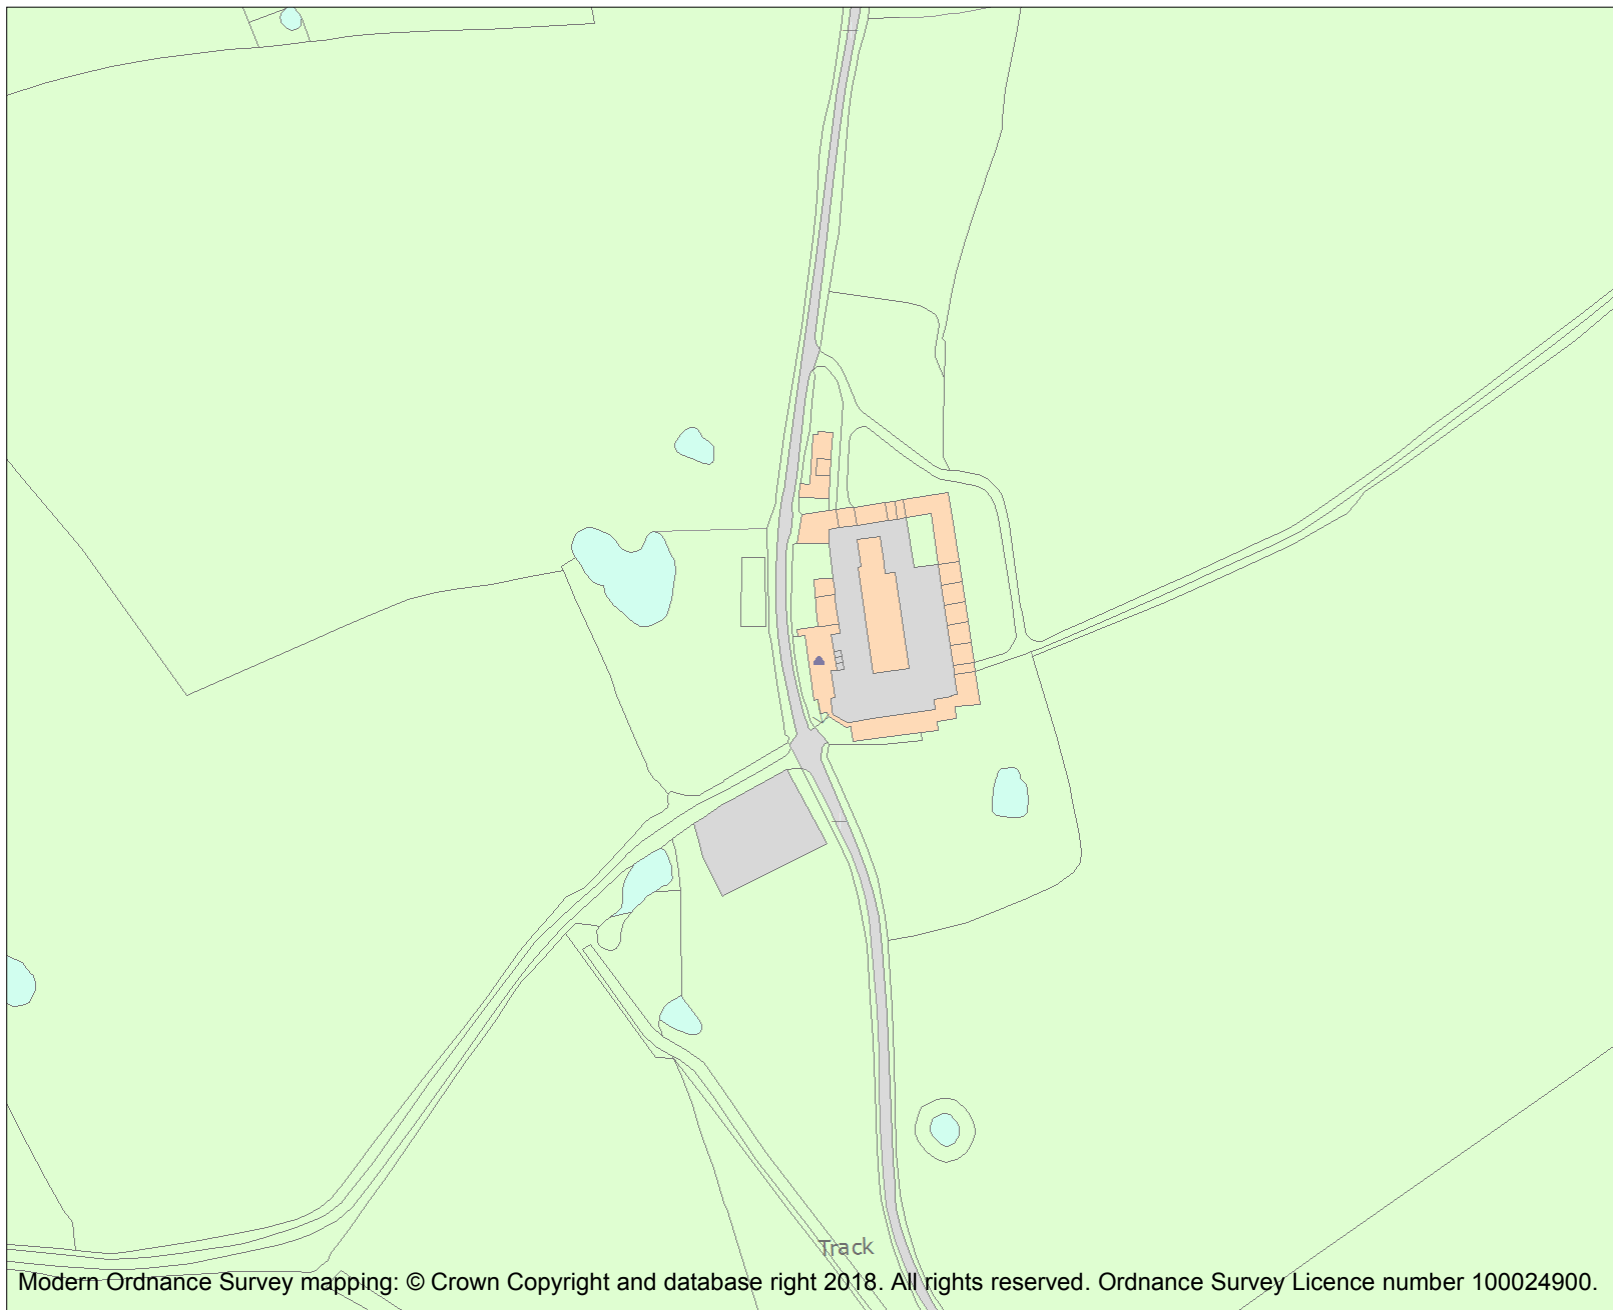 Track
Modern Ordnance Survey mapping: © Crown Copyright and database right 2018. All rights reserved. Ordnance Survey Licence number 100024900.